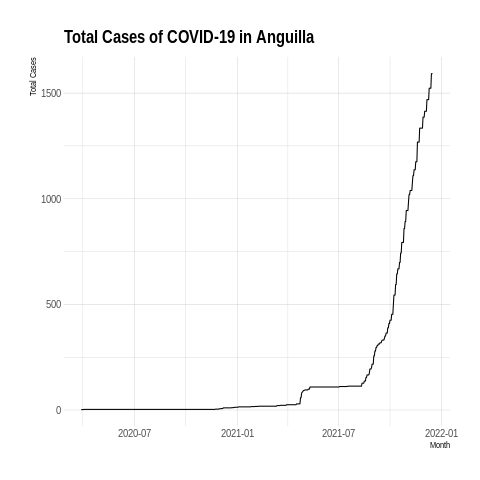 Total Cases of COVID-19 in Anguilla
Total Cases
1500
1000
500
0
2020-07
2021-01
2021-07
2022-01
Month